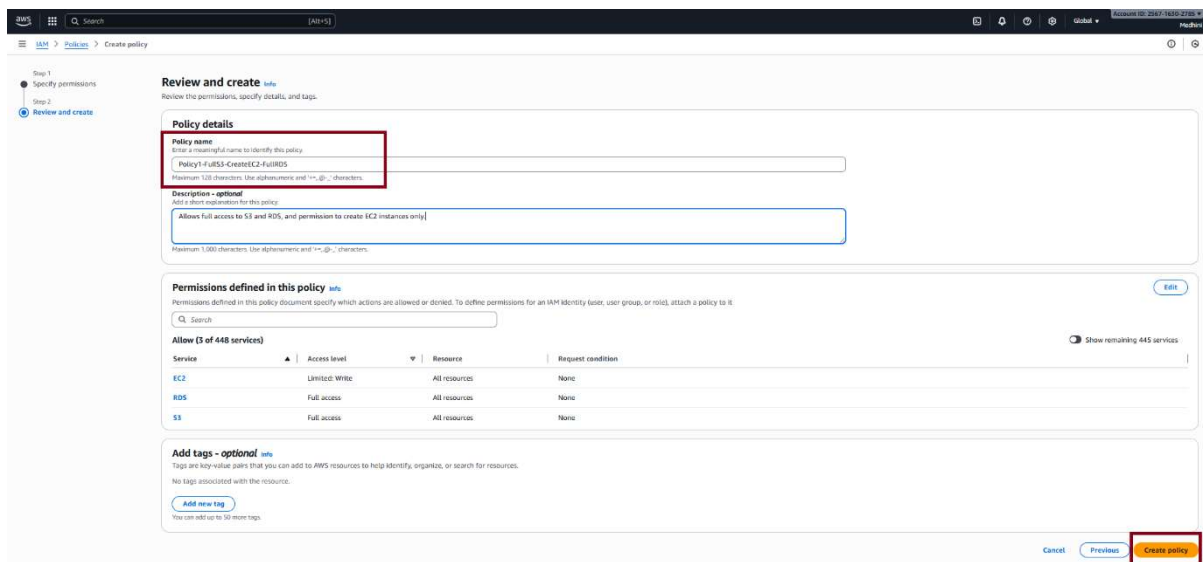 aws
Search
[Alt+S]
Global
Account ID: 2567-1630-2785
Medhini
IAM > Policies > Create policy
Step 1
Specify permissions
Step 2
Review and create
Review and create Info
Review the permissions, specify details, and tags.
Policy details
Policy name
Enter a meaningful name to identify this policy.
Policy1-FullS3-CreateEC2-FullRDS
Maximum 128 characters. Use alphanumeric and '+=,.@-_' characters.
Description - optional
Add a short explanation for this policy.
Allows full access to S3 and RDS, and permission to create EC2 instances only.
Maximum 1,000 characters. Use alphanumeric and '+=,.@-_' characters.
Permissions defined in this policy Info
Edit
Permissions defined in this policy document specify which actions are allowed or denied. To define permissions for an IAM identity (user, user group, or role), attach a policy to it
Search
Allow (3 of 448 services)
Show remaining 445 services
Service Access level Resource Request condition
EC2 Limited: Write All resources None
RDS Full access All resources None
S3 Full access All resources None
Add tags - optional Info
Tags are key-value pairs that you can add to AWS resources to help identify, organize, or search for resources.
No tags associated with the resource.
Add new tag
You can add up to 50 more tags.
Cancel Previous Create policy